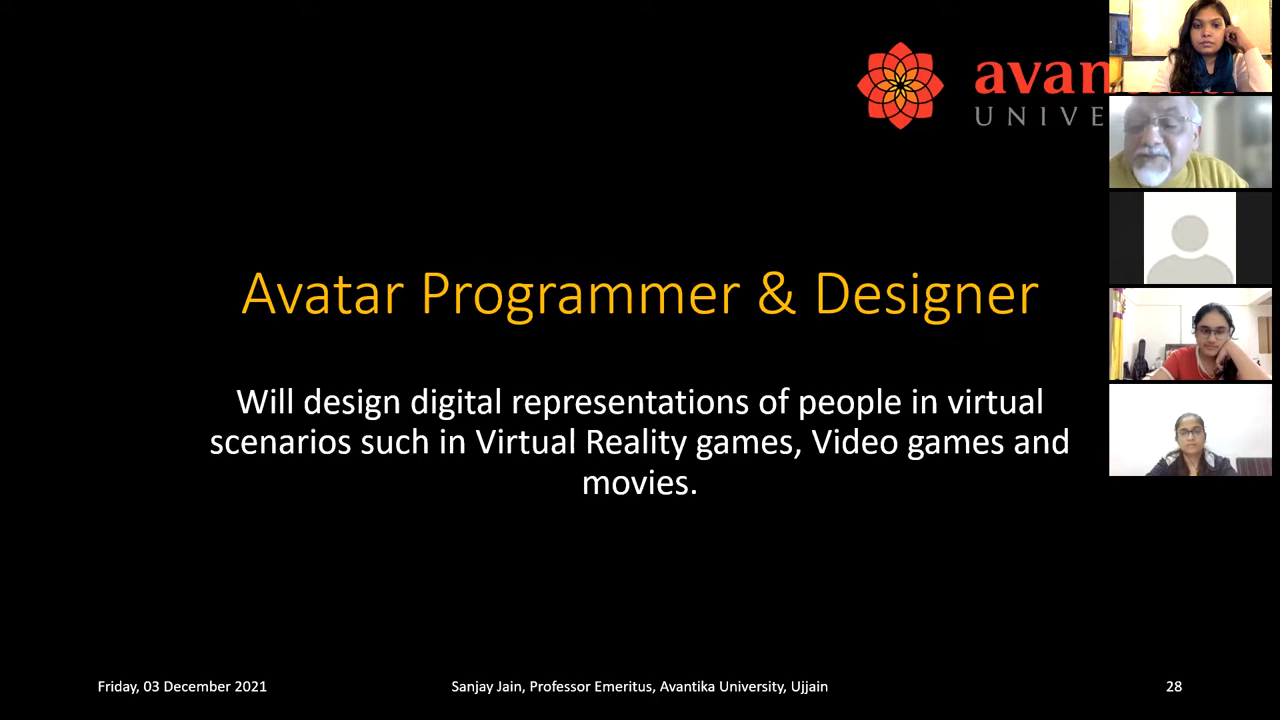 avan
UNIVE
Avatar Programmer & Designer
Will design digital representations of people in virtual
scenarios such in Virtual Reality games, Video games and
movies.
Friday, 03 December 2021
Sanjay Jain, Professor Emeritus, Avantika University, Ujjain
28